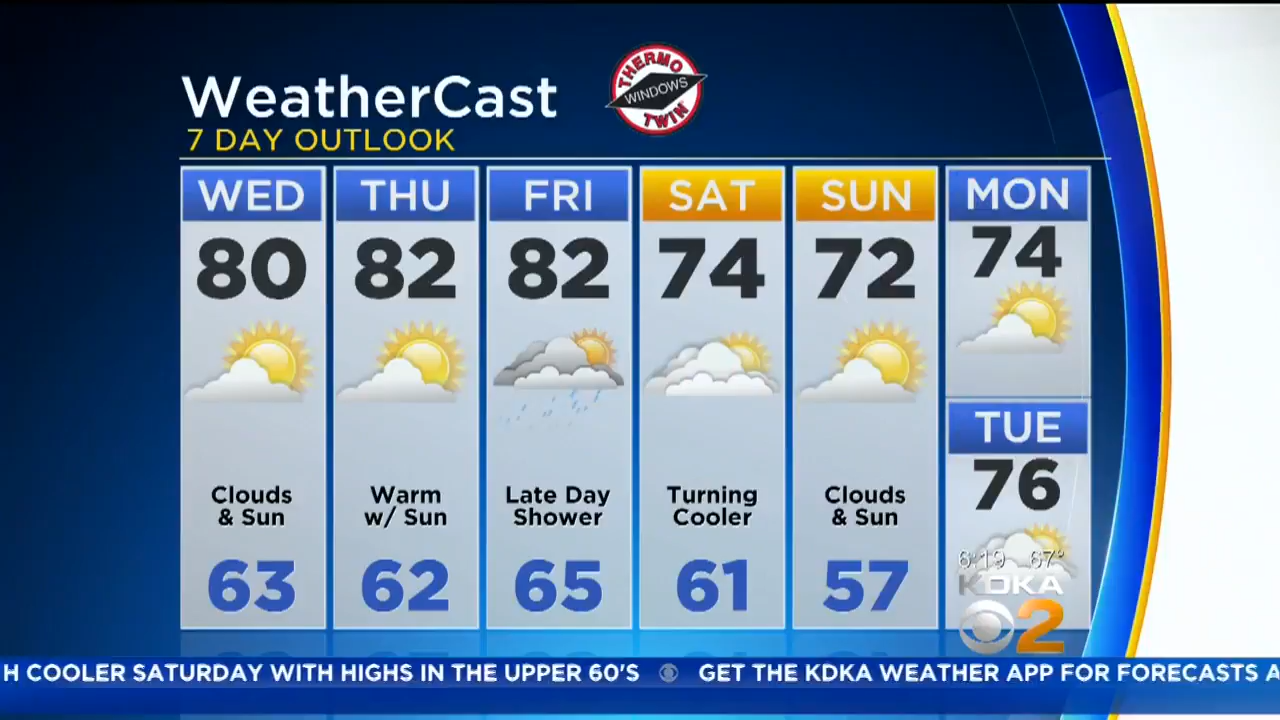 WeatherCast
7 DAY OUTLOOK
THERMO
WINDOWS
TWIN
WED
80
Clouds
& Sun
63
THU
82
Warm
w/ Sun
62
FRI
82
Late Day
Shower
65
SAT
74
Turning
Cooler
61
SUN
72
Clouds
& Sun
57
MON
74
TUE
76
6:19 67°
KDKA
2
H COOLER SATURDAY WITH HIGHS IN THE UPPER 60'S GET THE KDKA WEATHER APP FOR FORECASTS A